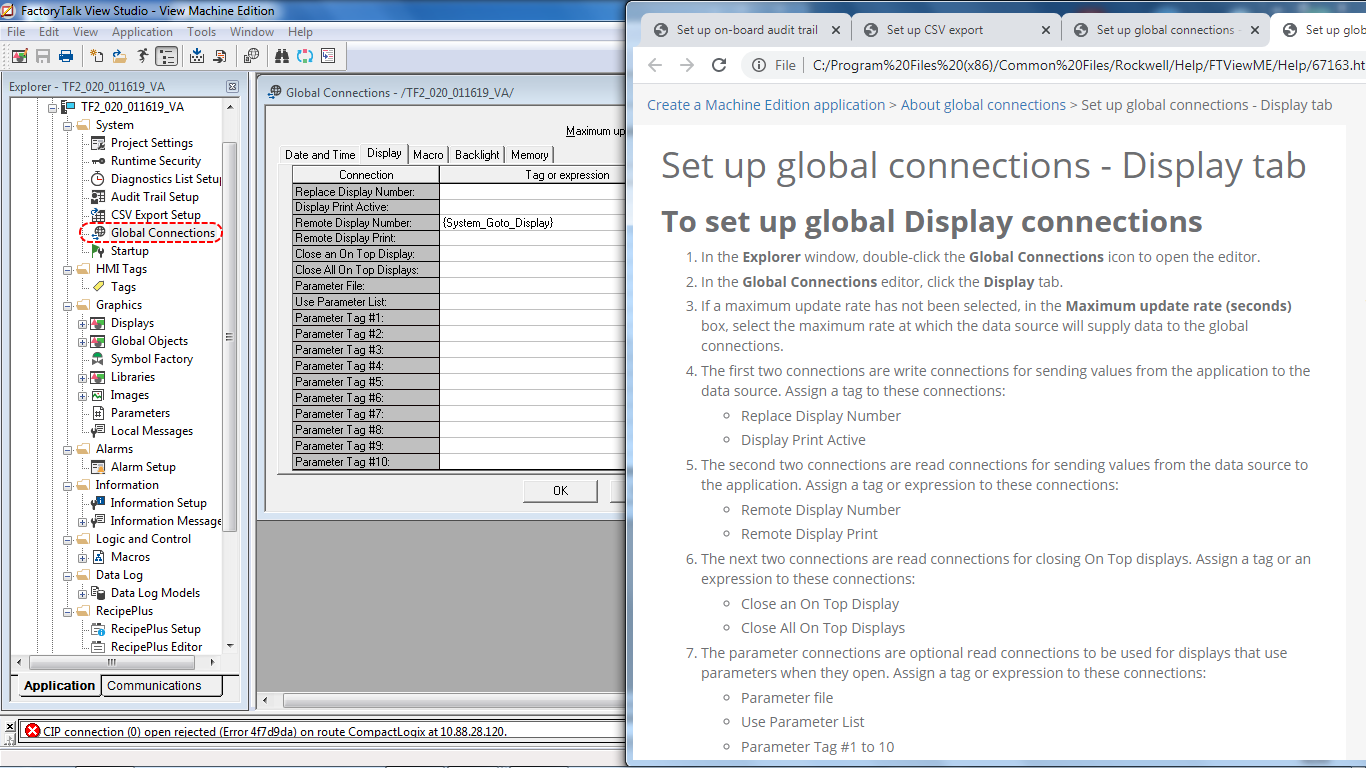 FactoryTalk View Studio - View Machine Edition
File Edit View Application Tools Window Help
Explorer - TF2_020_011619_VA
TF2_020_011619_VA
System
Project Settings
Runtime Security
Diagnostics List Setup
Audit Trail Setup
CSV Export Setup
Global Connections
Startup
HMI Tags
Tags
Graphics
Displays
Global Objects
Symbol Factory
Libraries
Images
Parameters
Local Messages
Alarms
Alarm Setup
Information
Information Setup
Information Message
Logic and Control
Macros
Data Log
Data Log Models
RecipePlus
RecipePlus Setup
RecipePlus Editor
Application Communications
CIP connection (0) open rejected (Error 4f7d9da) on route CompactLogix at 10.88.28.120.
Global Connections - /TF2_020_011619_VA/
Maximum up
Date and Time Display Macro Backlight Memory
Connection Tag or expression
Replace Display Number:
Display Print Active:
Remote Display Number: {System_Goto_Display}
Remote Display Print:
Close an On Top Display:
Close All On Top Displays:
Parameter File:
Use Parameter List:
Parameter Tag #1:
Parameter Tag #2:
Parameter Tag #3:
Parameter Tag #4:
Parameter Tag #5:
Parameter Tag #6:
Parameter Tag #7:
Parameter Tag #8:
Parameter Tag #9:
Parameter Tag #10:
OK
Set up on-board audit trail Set up CSV export Set up global connections - Set up glob
File C:/Program%20Files%20(x86)/Common%20Files/Rockwell/Help/FTViewME/Help/67163.ht
Create a Machine Edition application > About global connections > Set up global connections - Display tab
Set up global connections - Display tab
To set up global Display connections
1. In the Explorer window, double-click the Global Connections icon to open the editor.
2. In the Global Connections editor, click the Display tab.
3. If a maximum update rate has not been selected, in the Maximum update rate (seconds)
box, select the maximum rate at which the data source will supply data to the global
connections.
4. The first two connections are write connections for sending values from the application to the
data source. Assign a tag to these connections:
Replace Display Number
Display Print Active
5. The second two connections are read connections for sending values from the data source to
the application. Assign a tag or expression to these connections:
Remote Display Number
Remote Display Print
6. The next two connections are read connections for closing On Top displays. Assign a tag or an
expression to these connections:
Close an On Top Display
Close All On Top Displays
7. The parameter connections are optional read connections to be used for displays that use
parameters when they open. Assign a tag or expression to these connections:
Parameter file
Use Parameter List
Parameter Tag #1 to 10